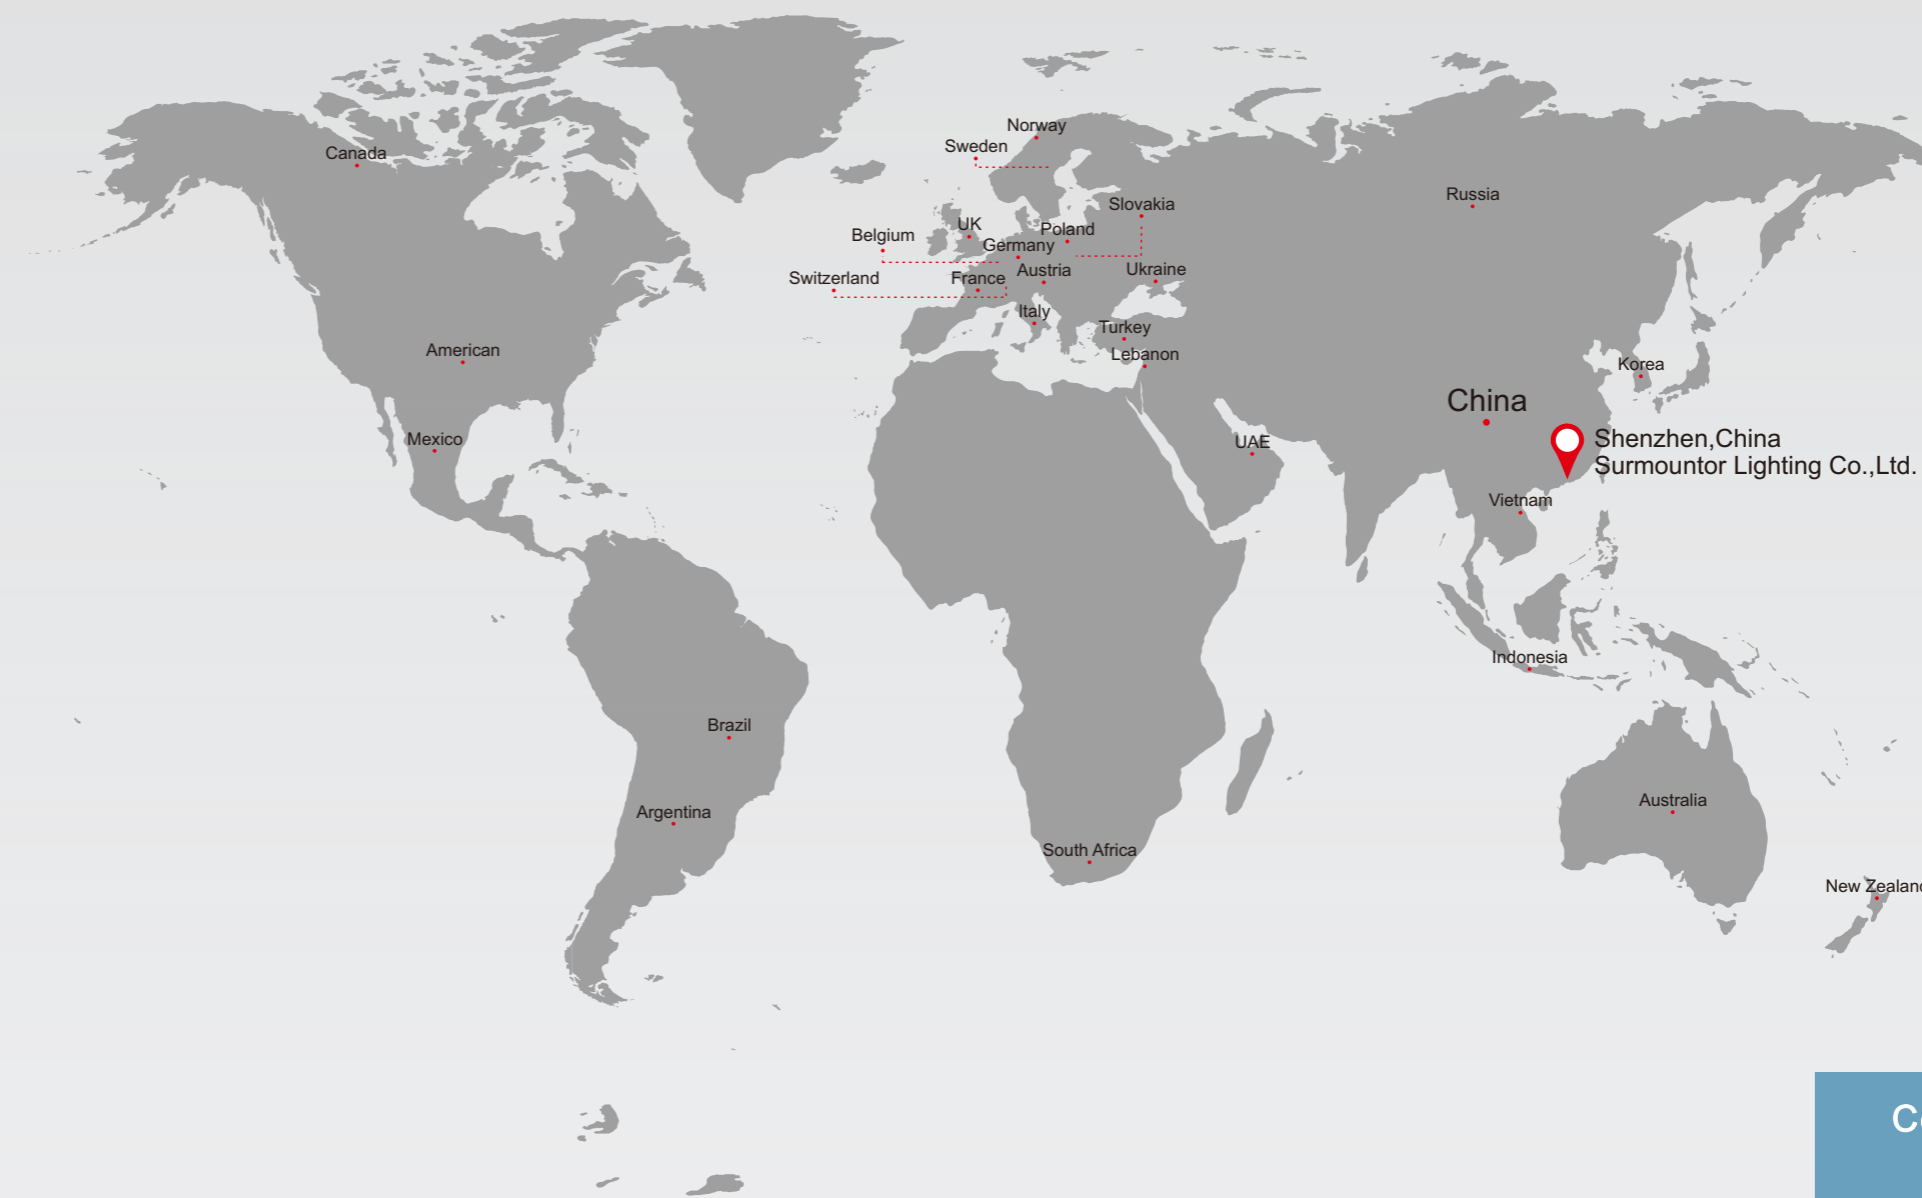 Norway
Sweden
Canada
Russia
Slovakia
UK
Poland
Belgium
Germany
Austria
Ukraine
Switzerland
France
Italy
Turkey
American
Lebanon
Korea
China
Mexico
UAE
Shenzhen,China
Surmountor Lighting Co.,Ltd.
Vietnam
Indonesia
Brazil
Australia
Argentina
South Africa
New Zealand